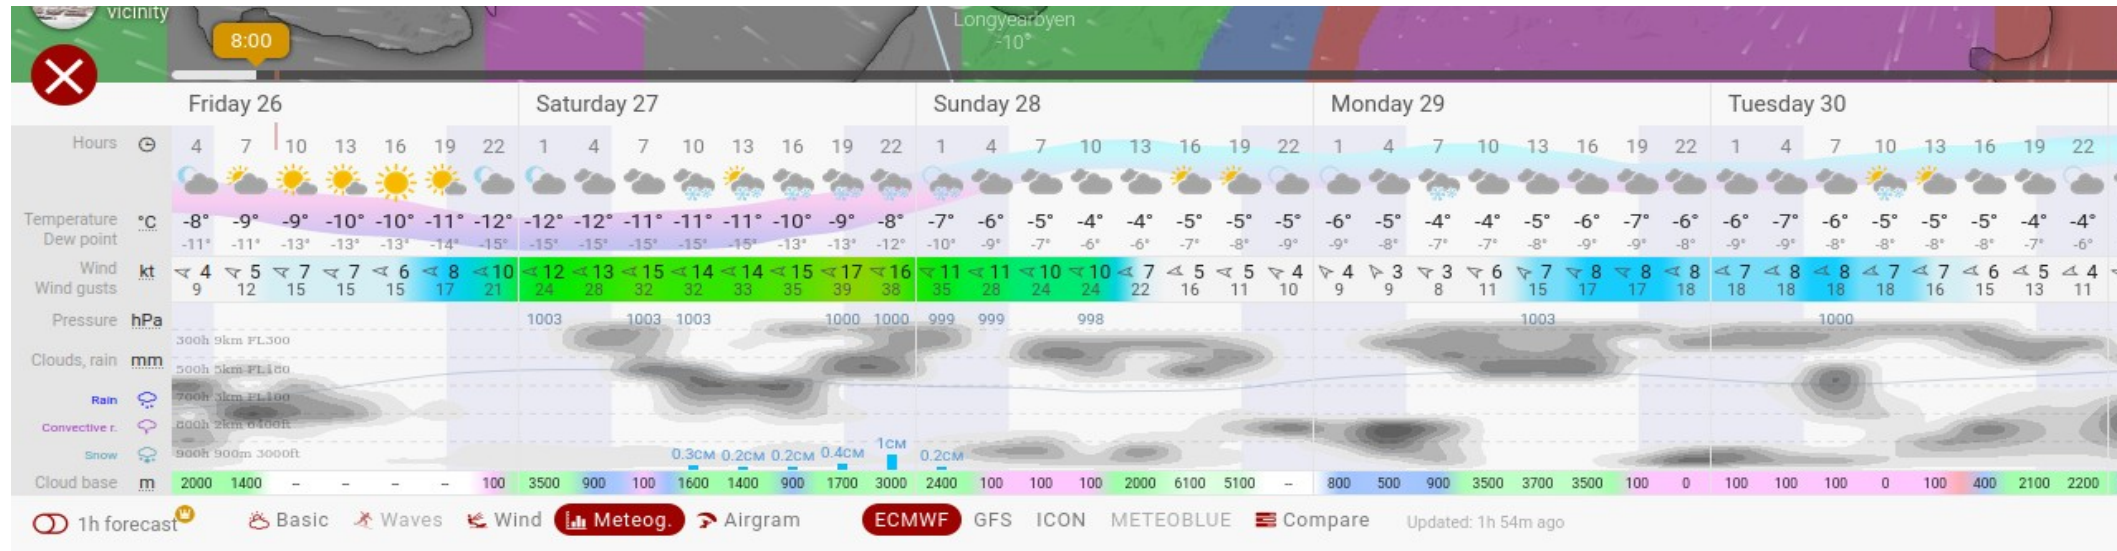 vicinity
8:00
Longyearbyen
-10°
Friday 26 Saturday 27 Sunday 28 Monday 29 Tuesday 30
Hours 4 7 10 13 16 19 22 1 4 7 10 13 16 19 22 1 4 7 10 13 16 19 22 1 4 7 10 13 16 19 22 1 4 7 10 13 16 19 22
Temperature °C -8° -9° -9° -10° -10° -11° -12° -12° -12° -11° -11° -11° -10° -9° -8° -7° -6° -5° -4° -4° -5° -5° -5° -6° -5° -4° -4° -5° -6° -7° -6° -6° -7° -6° -5° -5° -5° -4° -4°
Dew point -11° -11° -13° -13° -13° -14° -15° -15° -15° -15° -15° -15° -13° -13° -12° -10° -9° -7° -6° -6° -7° -8° -9° -9° -8° -7° -7° -8° -9° -9° -8° -8° -9° -8° -8° -8° -8° -7° -6°
Wind kt 4 5 7 7 6 8 10 12 13 15 14 14 15 17 16 11 11 10 10 7 5 5 4 4 3 3 6 7 8 8 8 7 8 8 7 7 6 5 4
Wind gusts 9 12 15 15 15 17 21 24 28 32 32 33 35 39 38 35 28 24 24 22 16 11 10 9 9 8 11 15 17 17 18 18 18 18 18 16 15 13 11
Pressure hPa 1003 1003 1003 1000 1000 999 999 998 1003 1000
300h 9km FL300
Clouds, rain mm
500h 5km FL180
Rain 700h 3km FL100
Convective r. 800h 2km 6400ft
1см
Snow 900h 900m 3000ft 0.3см 0.2см 0.2см 0.4см 0.2см
Cloud base m 2000 1400 – – – – 100 3500 900 100 1600 1400 900 1700 3000 2400 100 100 100 2000 6100 5100 – 800 500 900 3500 3700 3500 100 0 100 100 100 0 100 400 2100 2200
1h forecast Basic Waves Wind Meteog. Airgram ECMWF GFS ICON METEOBLUE Compare Updated: 1h 54m ago